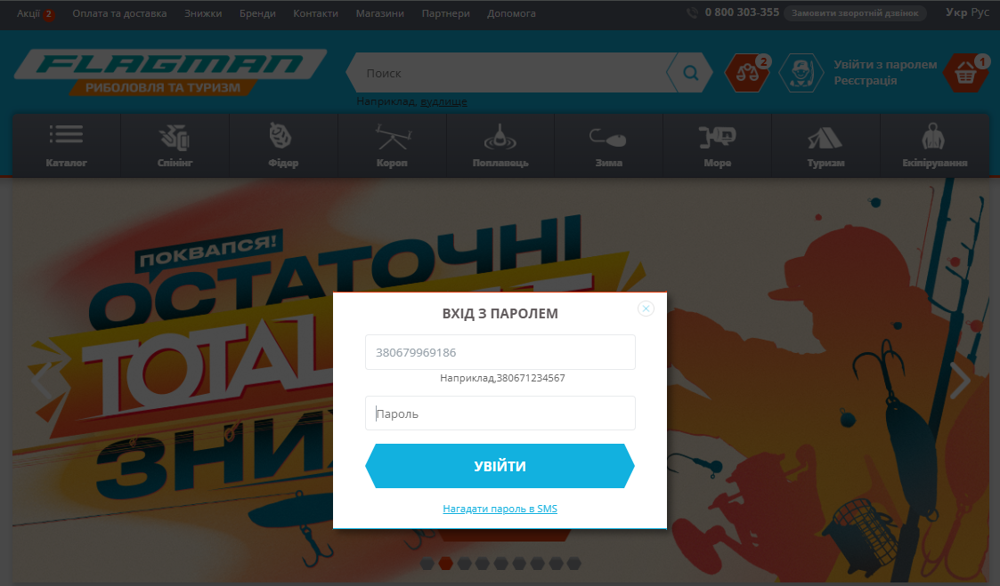 Акції 2 Оплата та доставка Знижки Бренди Контакти Магазини Партнери Допомога 0 800 303-355 Замовити зворотній дзвінок Укр Рус
FLAGMAN
РИБОЛОВЛЯ ТА ТУРИЗМ
Поиск
Наприклад, вудлище
2
Увійти з паролем
Реєстрація
1
Каталог Спінінг Фідер Короп Поплавець Зима Море Туризм Екіпірування
ПОКВАПСЯ!
ОСТАТОЧНІ
TOTAL
ЗНИ
ВХІД З ПАРОЛЕМ
380679969186
Наприклад,380671234567
Пароль
УВІЙТИ
Нагадати пароль в SMS